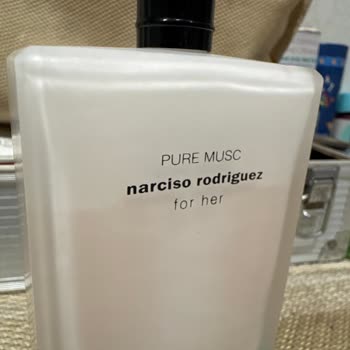 PURE MUSC
narciso rodriguez
for her